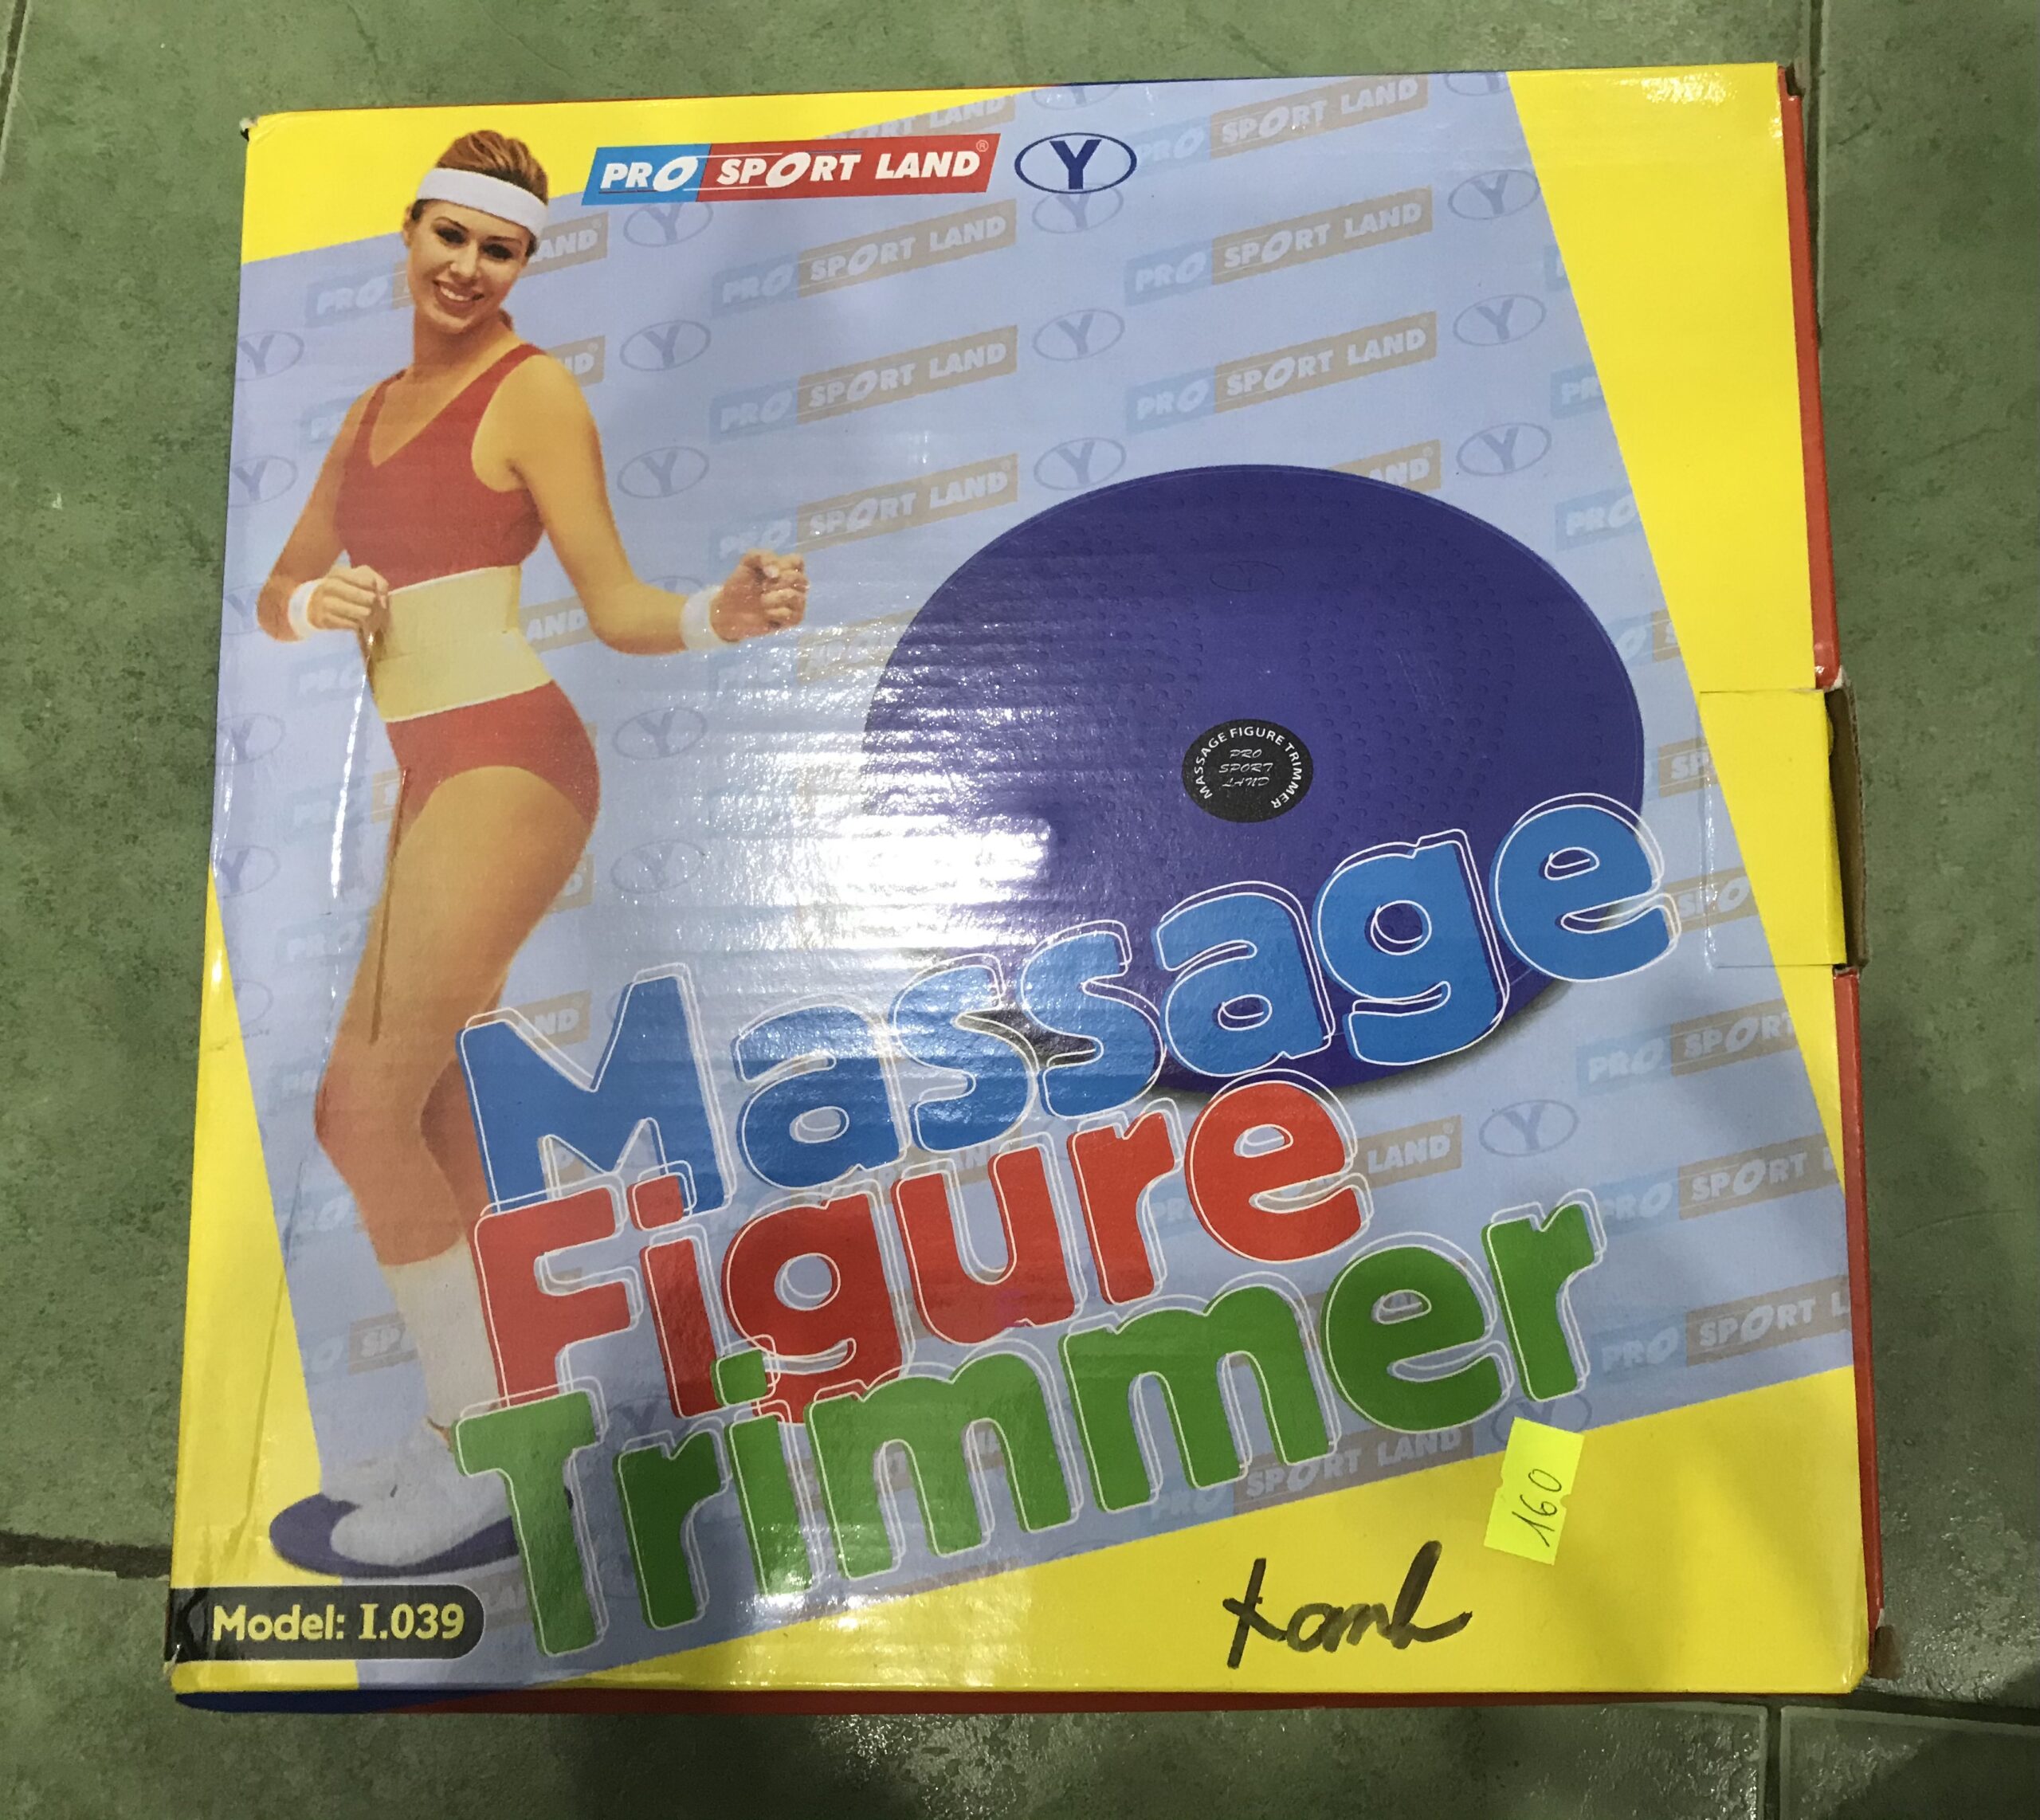 PRO SPORT LAND® Y
MASSAGE FIGURE TRIMMER
PRO
SPORT
LAND
Massage
Figure
Trimmer
160
Model: I.039